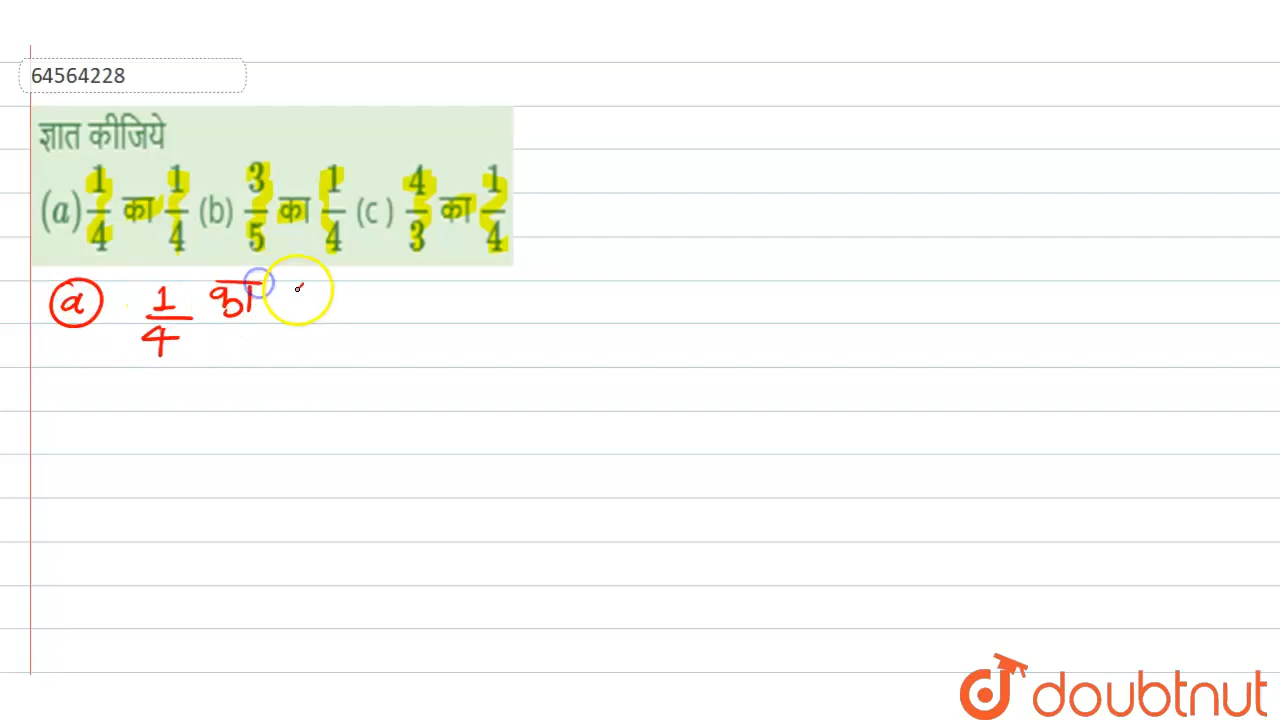 64564228
ज्ञात कीजिये
(a) 1/4 का 1/4 (b) 3/5 का 1/4 (c ) 4/3 का 1/4
a 1/4 का
doubtnut